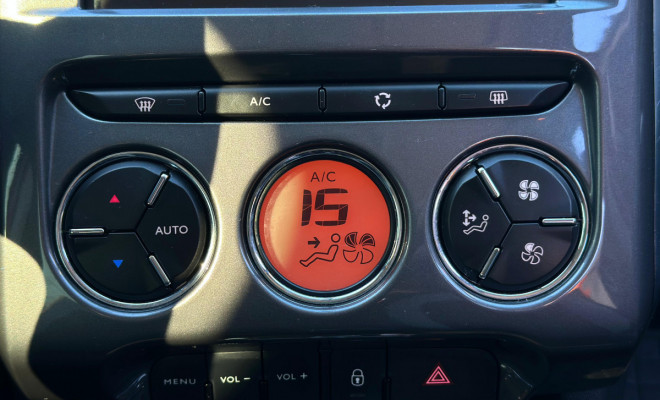 A/C
A/C
15
AUTO
MENU
VOL −
VOL +